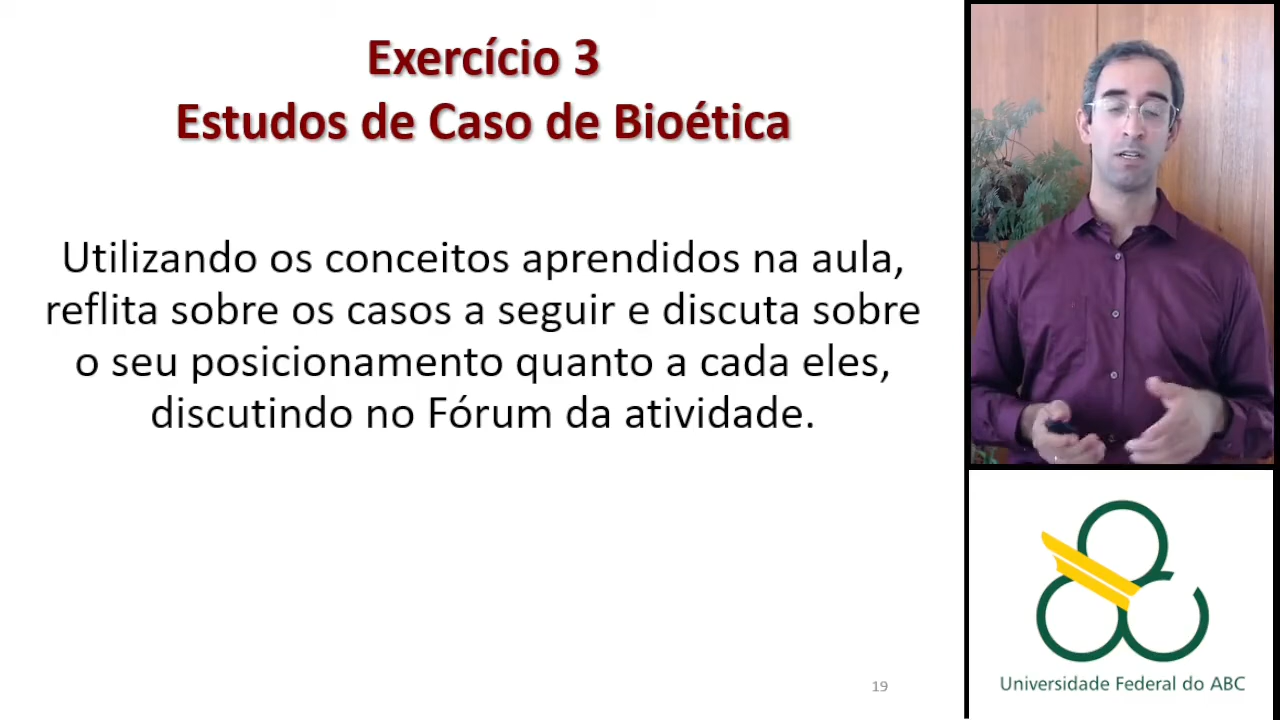 Exercício 3
Estudos de Caso de Bioética
Utilizando os conceitos aprendidos na aula,
reflita sobre os casos a seguir e discuta sobre
o seu posicionamento quanto a cada eles,
discutindo no Fórum da atividade.
19
Universidade Federal do ABC